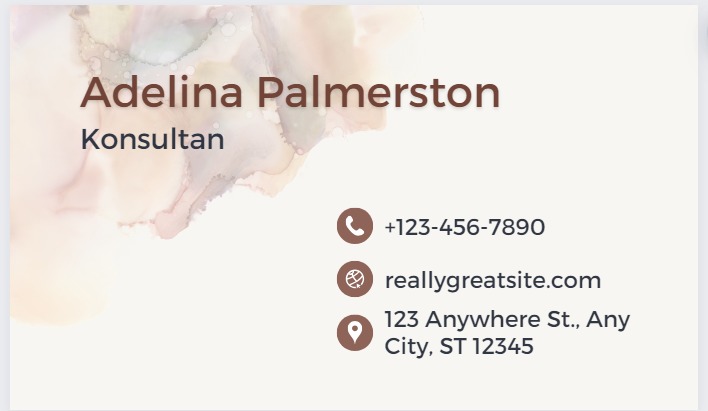 Adelina Palmerston
Konsultan
+123-456-7890
reallygreatsite.com
123 Anywhere St., Any
City, ST 12345